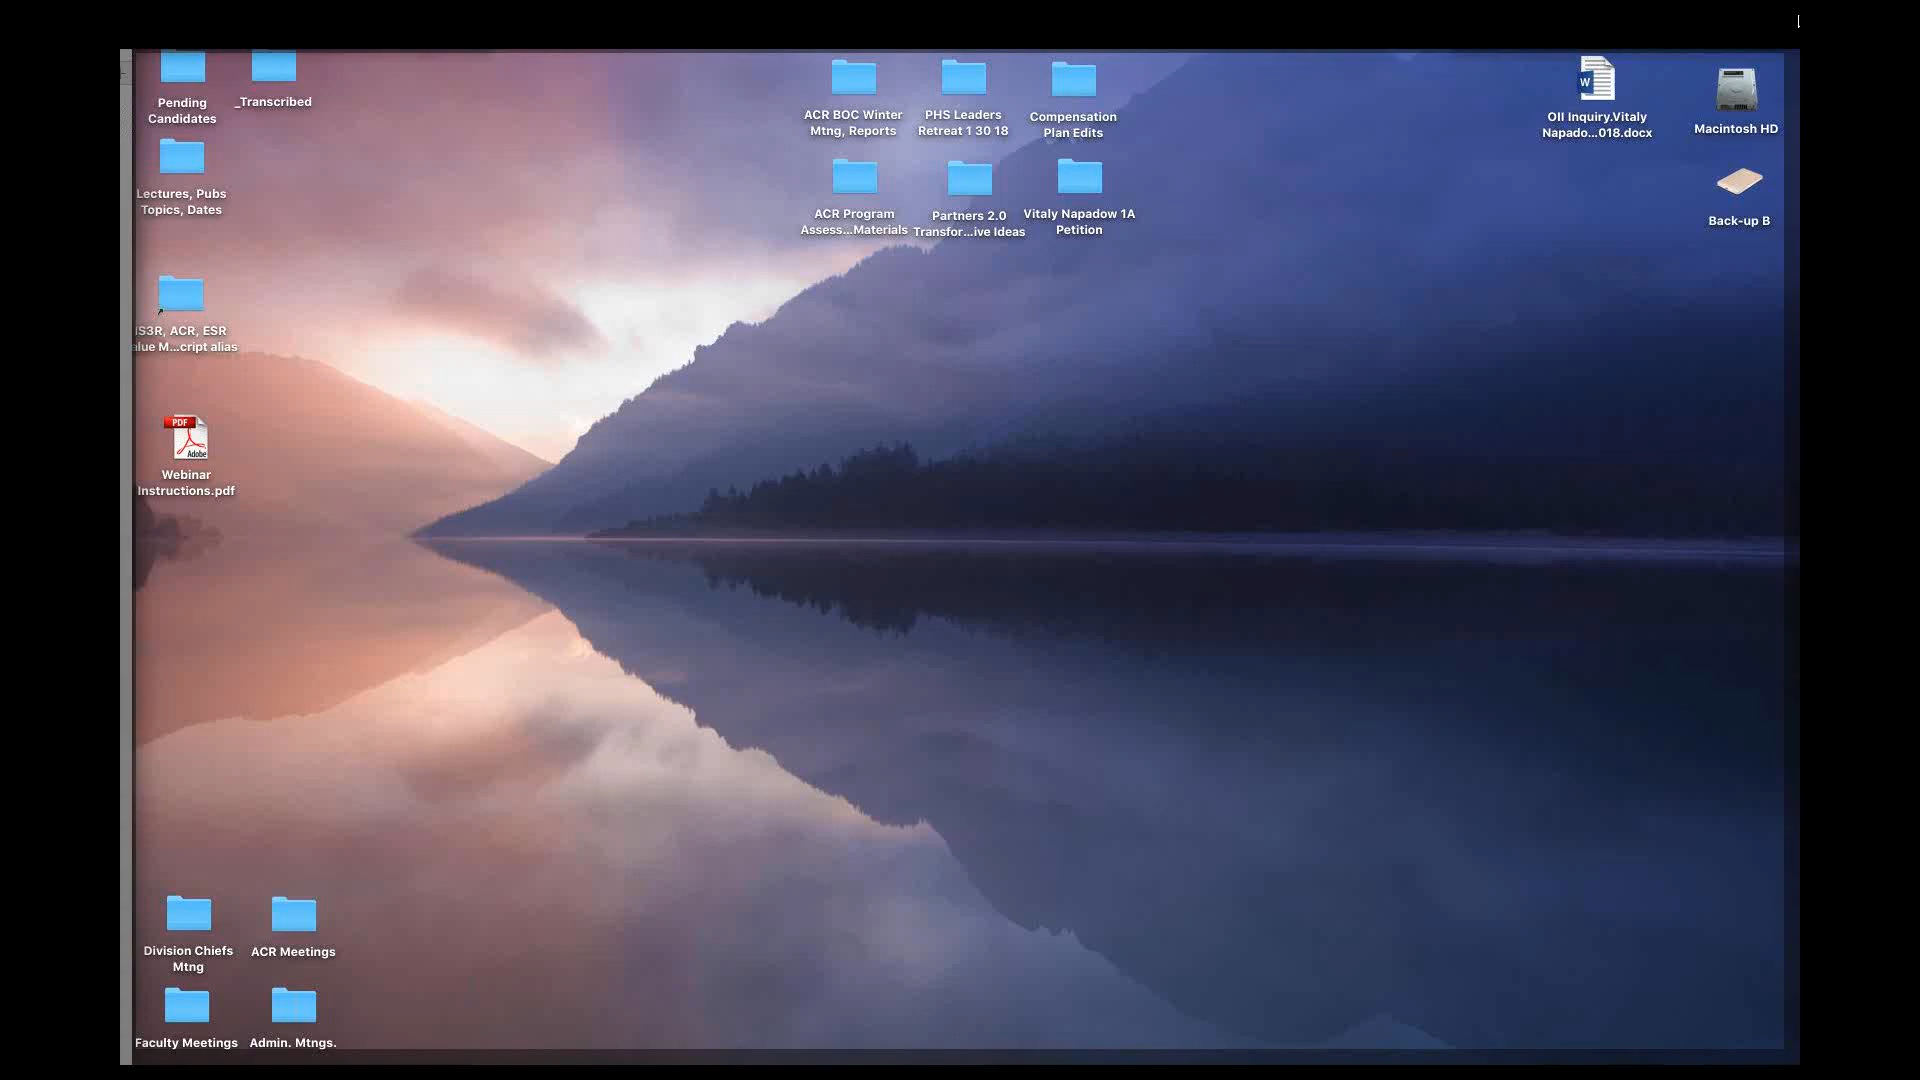 Pending
Candidates
_Transcribed
Lectures, Pubs
Topics, Dates
IS3R, ACR, ESR
alue M...cript alias
PDF
Adobe
Webinar
Instructions.pdf
ACR BOC Winter
Mtng, Reports
PHS Leaders
Retreat 1 30 18
Compensation
Plan Edits
ACR Program
Assess...Materials
Partners 2.0
Transfor...ive Ideas
Vitaly Napadow 1A
Petition
W
OII Inquiry.Vitaly
Napado...018.docx
Macintosh HD
Back-up B
Division Chiefs
Mtng
ACR Meetings
Faculty Meetings
Admin. Mtngs.